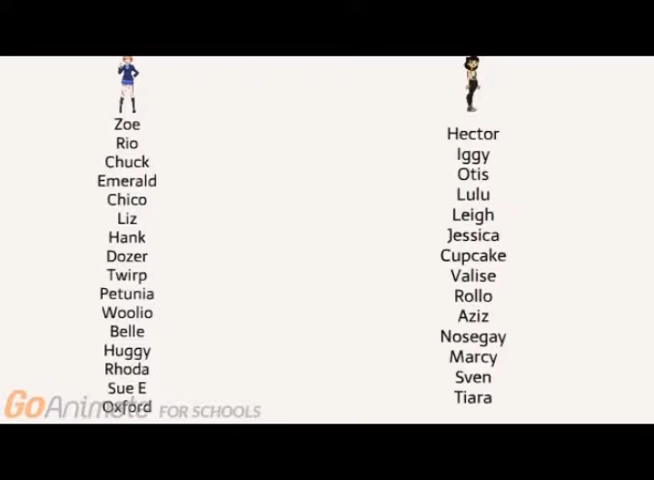 Zoe
Rio
Chuck
Emerald
Chico
Liz
Hank
Dozer
Twirp
Petunia
Woolio
Belle
Huggy
Rhoda
Sue E
Oxford
Hector
Iggy
Otis
Lulu
Leigh
Jessica
Cupcake
Valise
Rollo
Aziz
Nosegay
Marcy
Sven
Tiara
GoAnimate FOR SCHOOLS